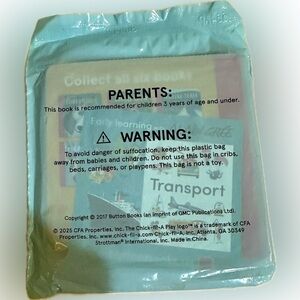 Collect all six books
PARENTS:
This book is recommended for children 3 years of age and under.
Early learning
⚠ WARNING:
To avoid danger of suffocation, keep this plastic bag
away from babies and children. Do not use this bag in cribs,
beds, carriages, or playpens. This bag is not a toy.
Transport
Copyright © 2017 Button Books (an imprint of GMC Publications Ltd).
© 2025 CFA Properties, Inc. The Chick-fil-A Play logo™ is a trademark of CFA
Properties, Inc. www.chick-fil-a.com Chick-fil-A, Inc. Atlanta, GA 30349
Strottman® International, Inc. Made in China.